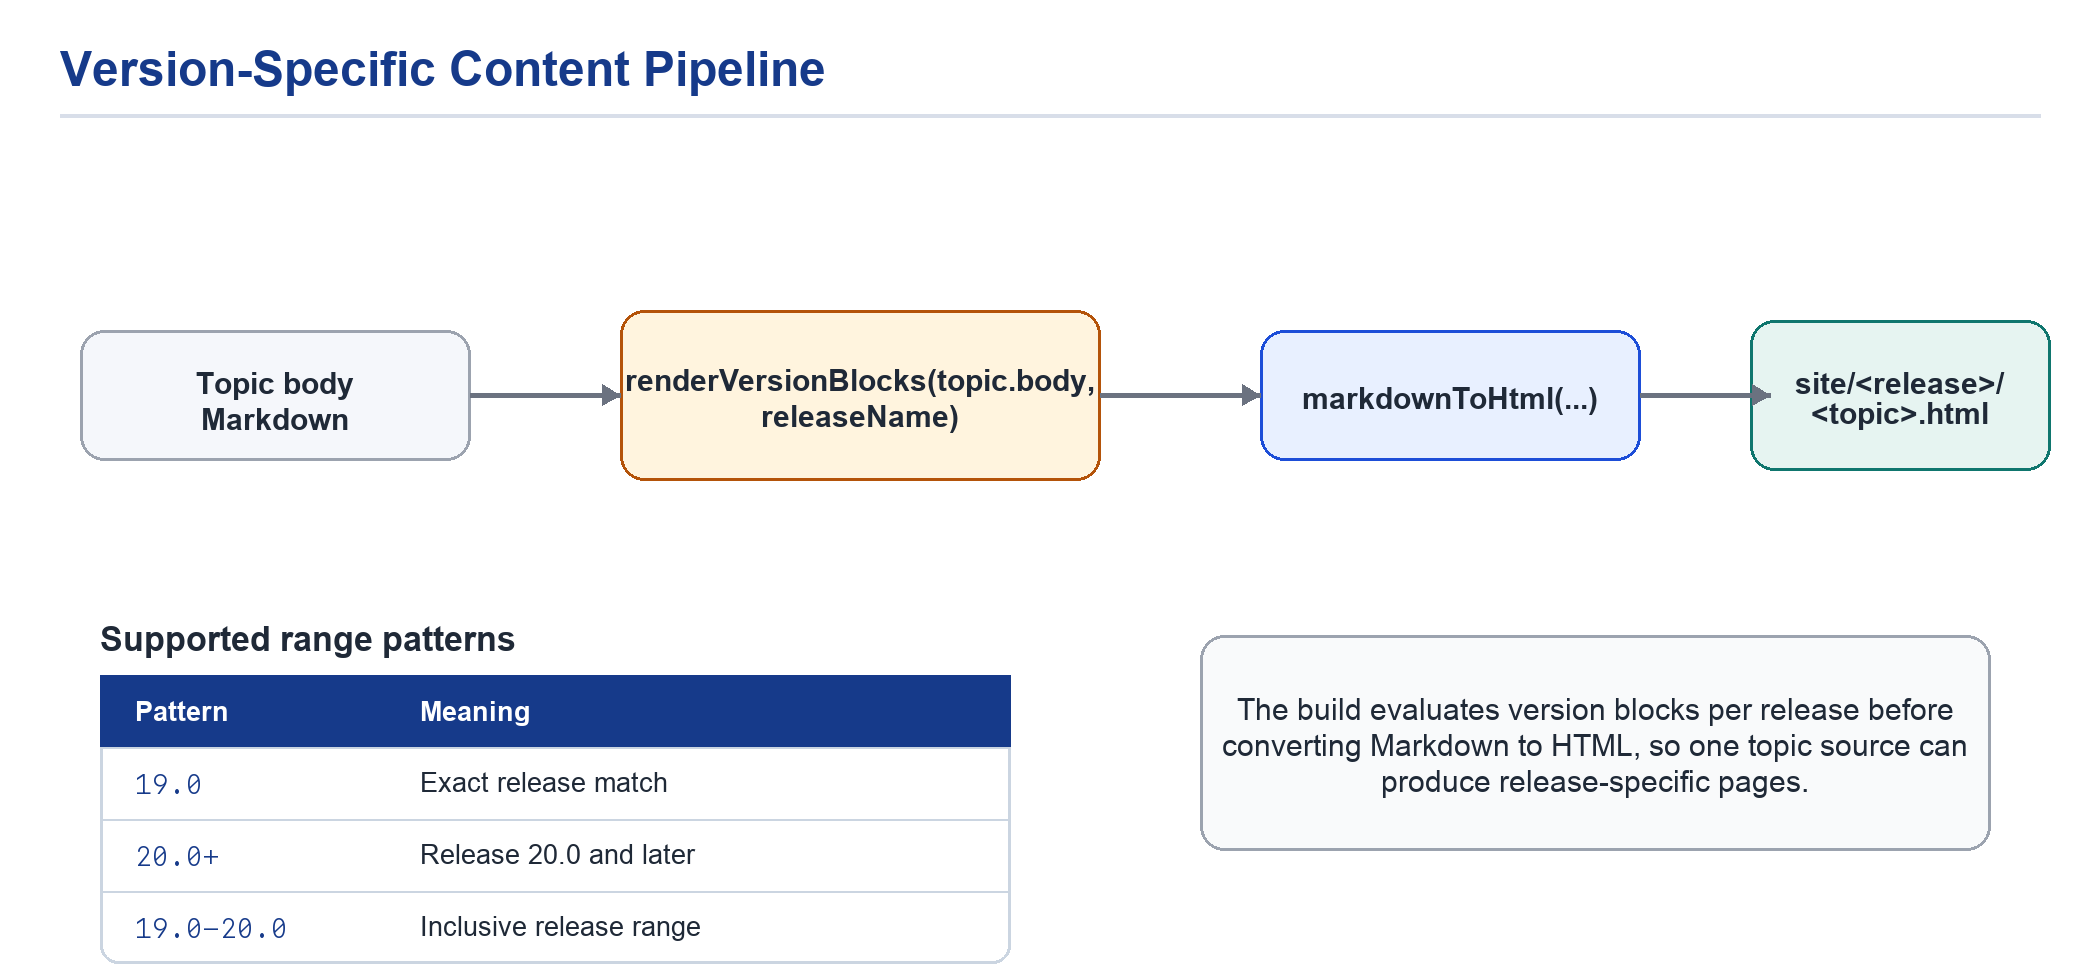 Version-Specific Content Pipeline
Topic body
Markdown
renderVersionBlocks(topic.body,
releaseName)
markdownToHtml(...)
site/<release>/
<topic>.html
Supported range patterns
Pattern Meaning
19.0 Exact release match
20.0+ Release 20.0 and later
19.0–20.0 Inclusive release range
The build evaluates version blocks per release before
converting Markdown to HTML, so one topic source can
produce release-specific pages.